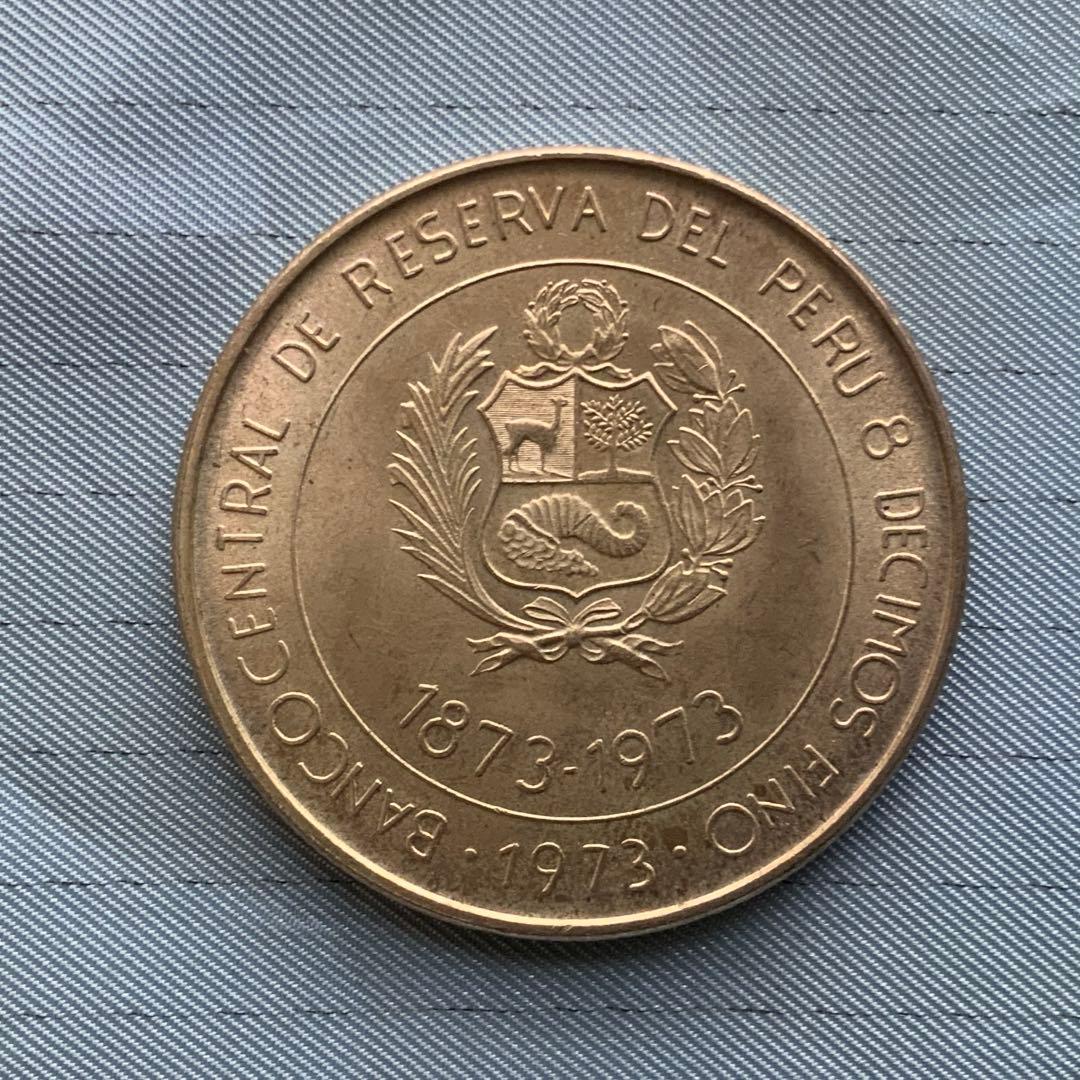 BANCO CENTRAL DE RESERVA DEL PERU 8 DECIMOS FINO
1873-1973
· 1973 ·